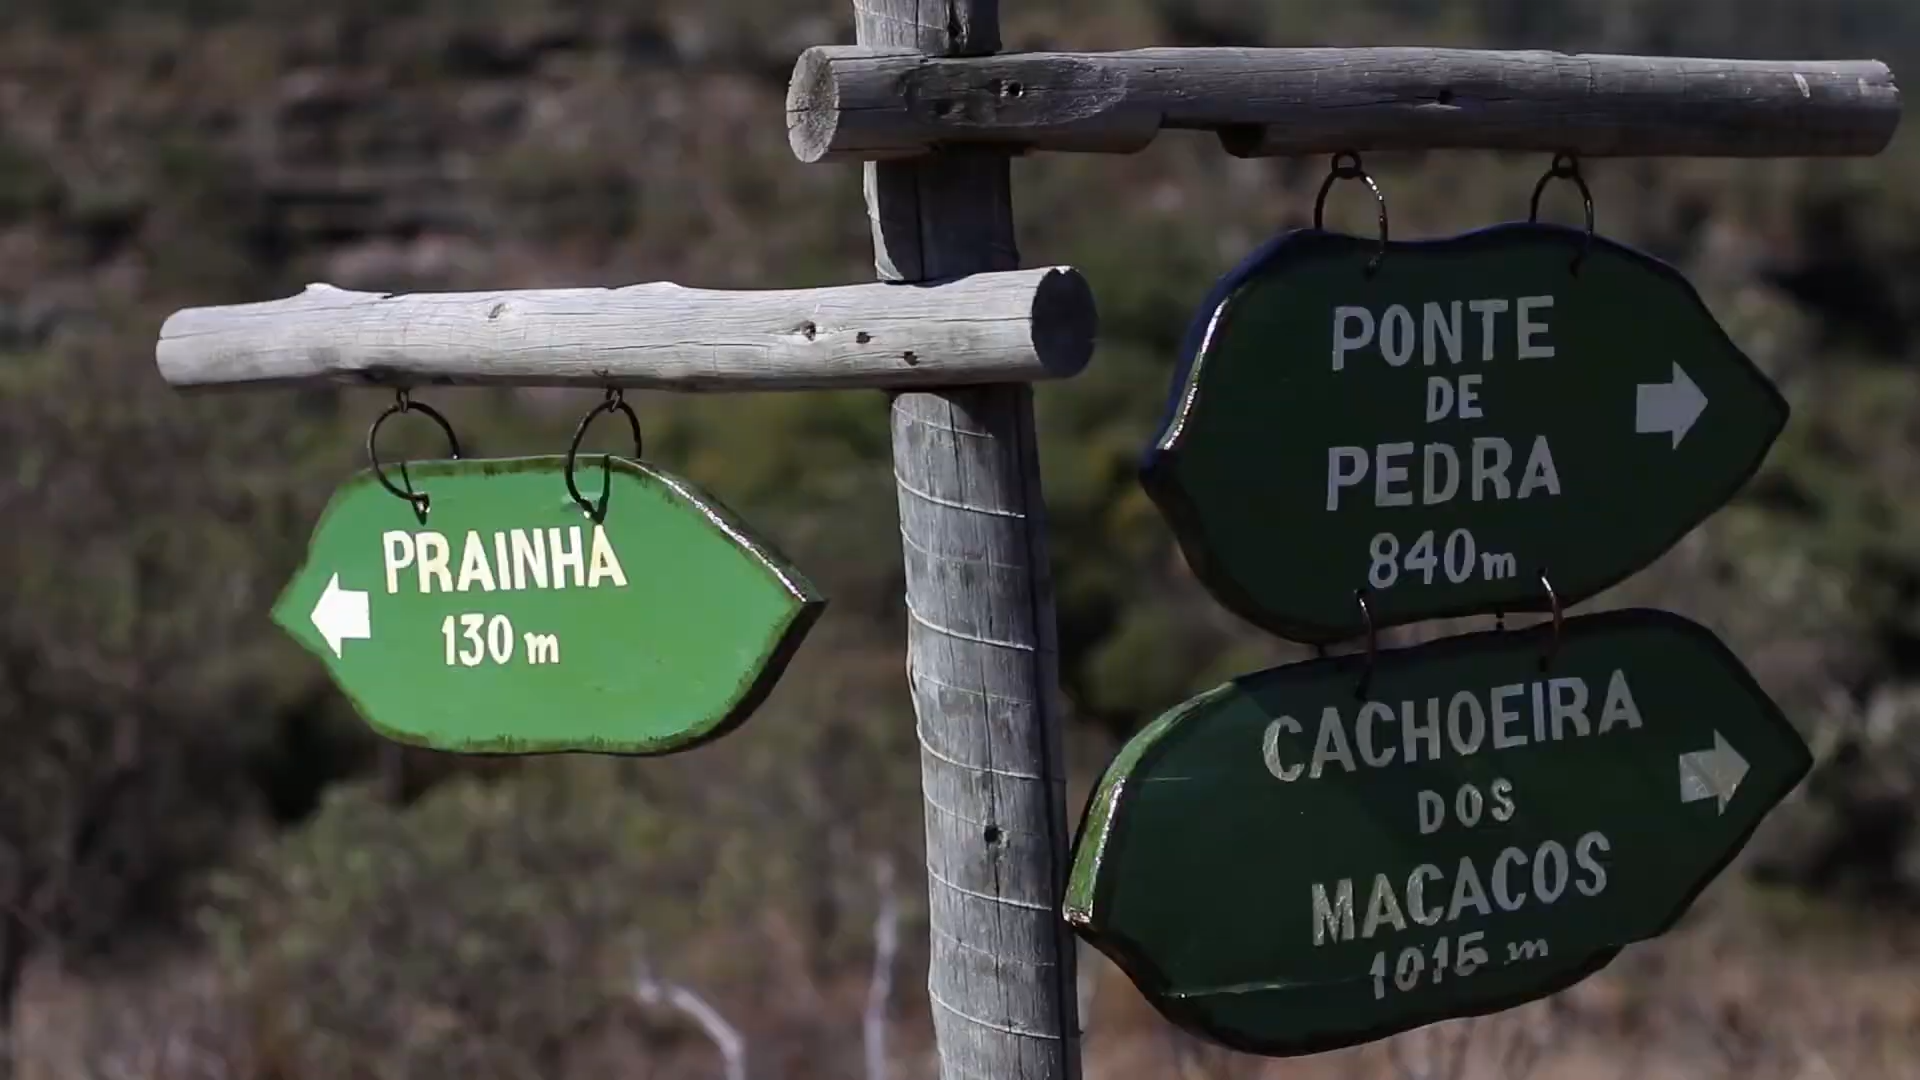 PRAINHA
130 m
PONTE
DE
PEDRA
840m
CACHOEIRA
DOS
MACACOS
1015 m